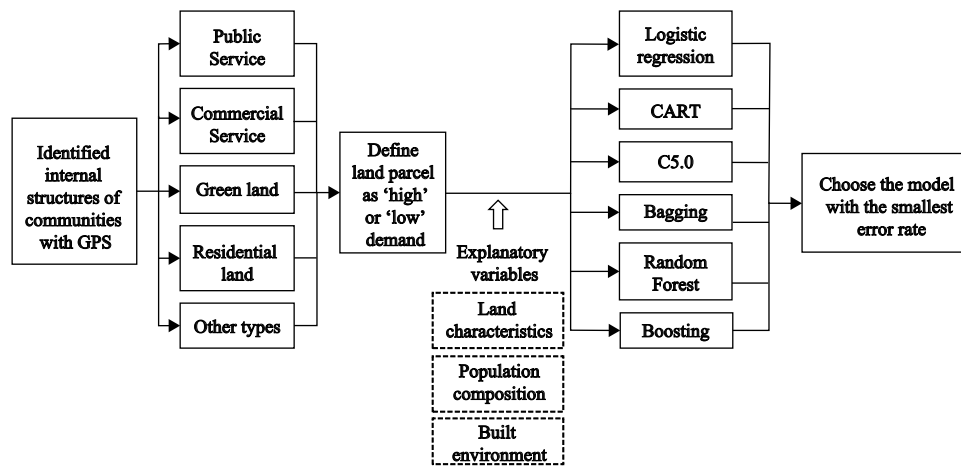 Identified
internal
structures of
communities
with GPS
Public
Service
Commercial
Service
Green land
Residential
land
Other types
Define
land parcel
as ‘high’
or ‘low’
demand
Explanatory
variables
Land
characteristics
Population
composition
Built
environment
Logistic
regression
CART
C5.0
Bagging
Random
Forest
Boosting
Choose the model
with the smallest
error rate